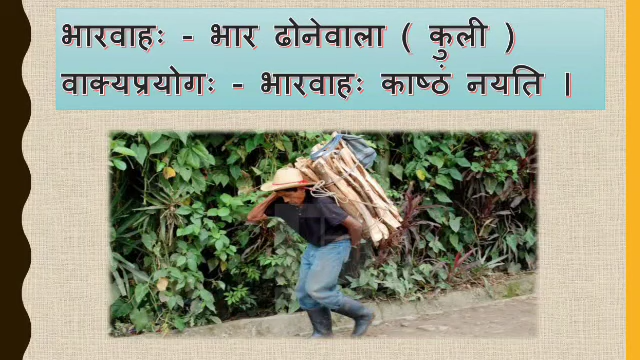 भारवाहः - भार ढोनेवाला ( कुली )
वाक्यप्रयोगः - भारवाहः काष्ठं नयति ।